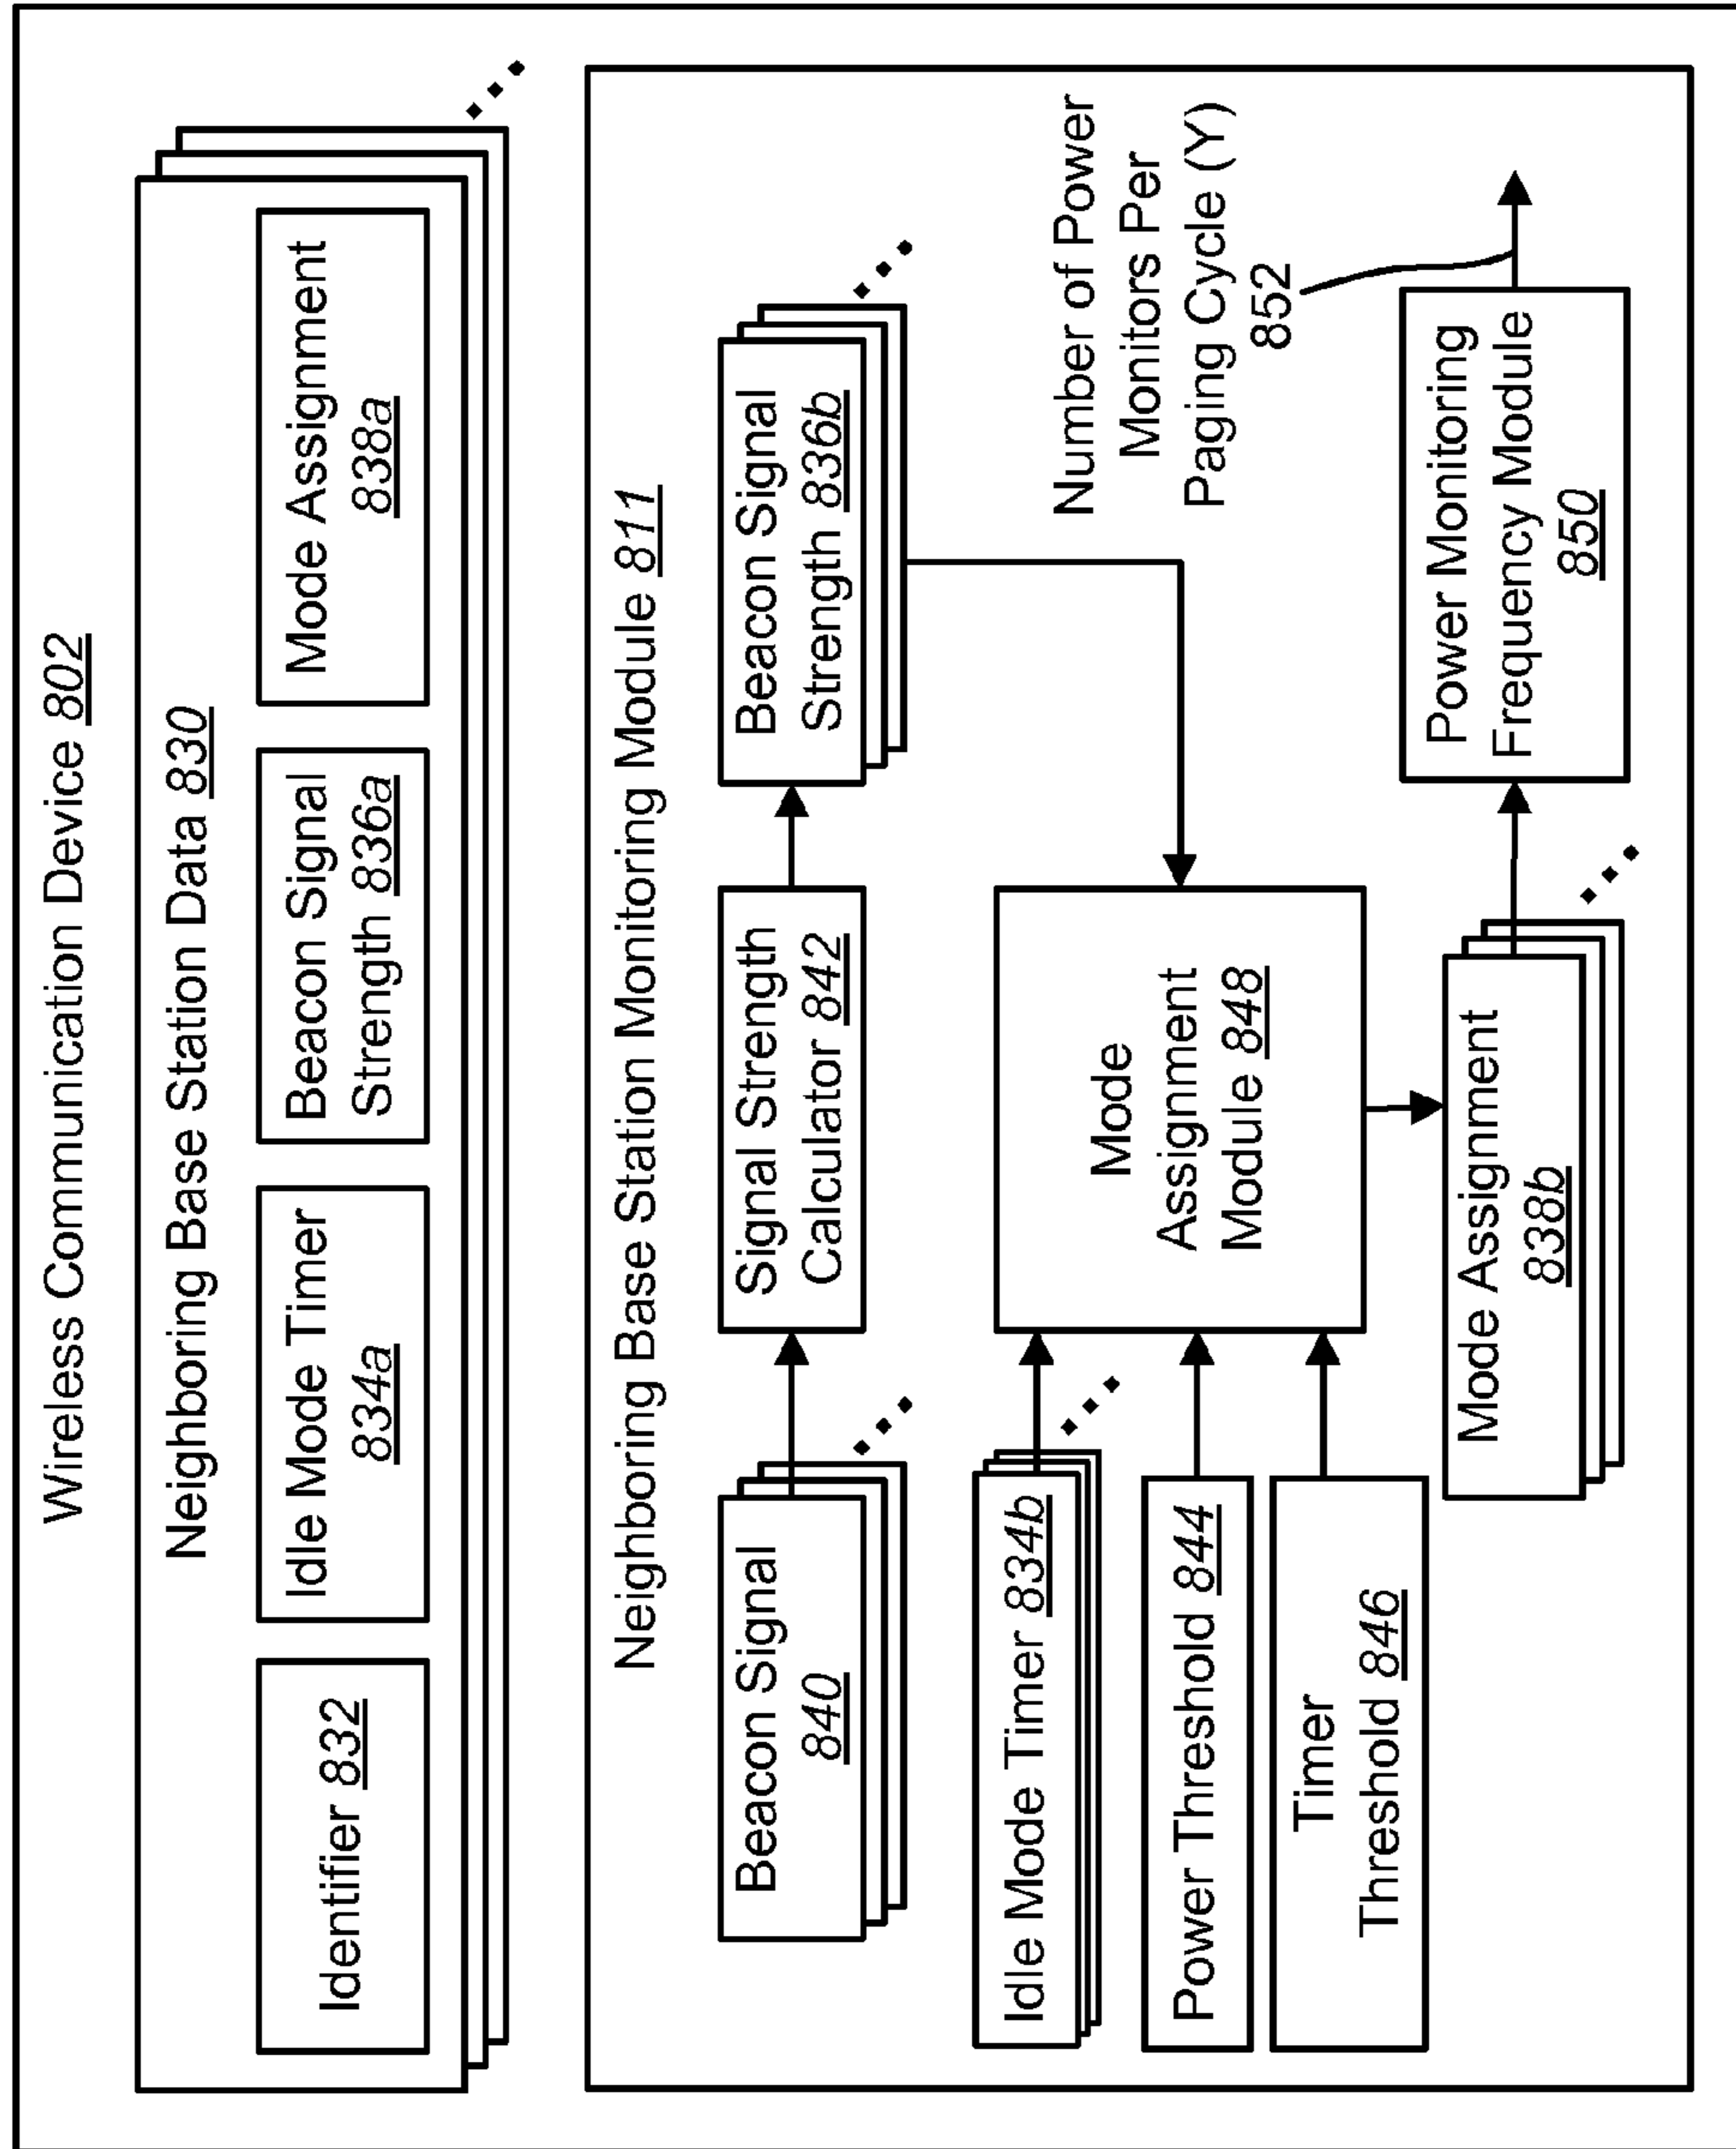 Wireless Communication Device 802
Neighboring Base Station Data 830
Identifier 832
Idle Mode Timer
834a
Beacon Signal
Strength 836a
Mode Assignment
838a
Neighboring Base Station Monitoring Module 811
Beacon Signal
840
Signal Strength
Calculator 842
Beacon Signal
Strength 836b
Idle Mode Timer 834b
Power Threshold 844
Timer
Threshold 846
Mode
Assignment
Module 848
Number of Power
Monitors Per
Paging Cycle (Y)
852
Mode Assignment
838b
Power Monitoring
Frequency Module
850